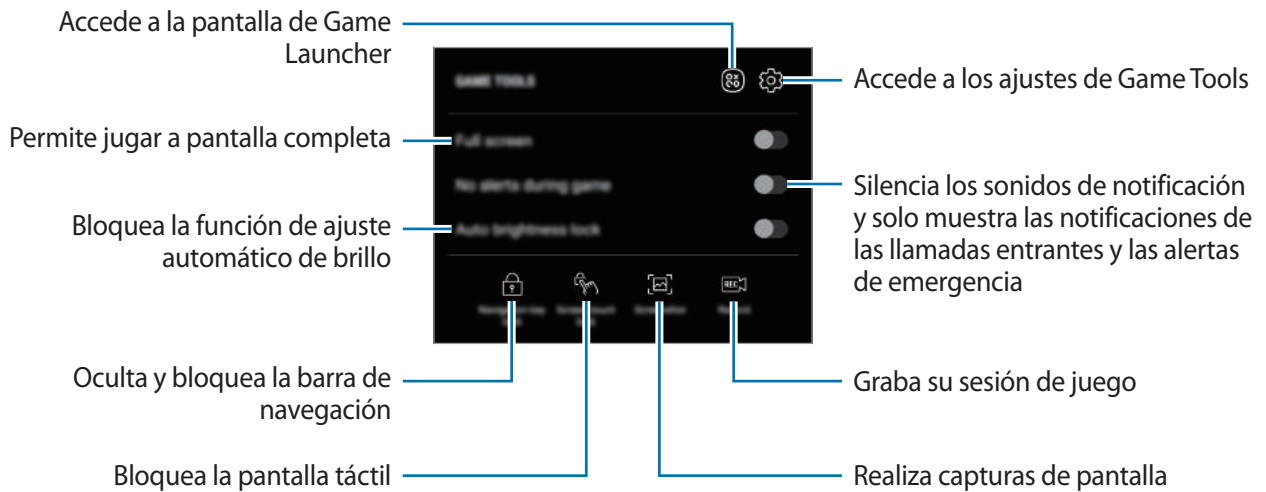 Accede a la pantalla de Game
Launcher
GAME TOOLS
Accede a los ajustes de Game Tools
Permite jugar a pantalla completa
Full screen
No alerts during game
Silencia los sonidos de notificación
y solo muestra las notificaciones de
las llamadas entrantes y las alertas
de emergencia
Bloquea la función de ajuste
automático de brillo
Auto brightness lock
REC
Oculta y bloquea la barra de
navegación
Graba su sesión de juego
Bloquea la pantalla táctil
Realiza capturas de pantalla